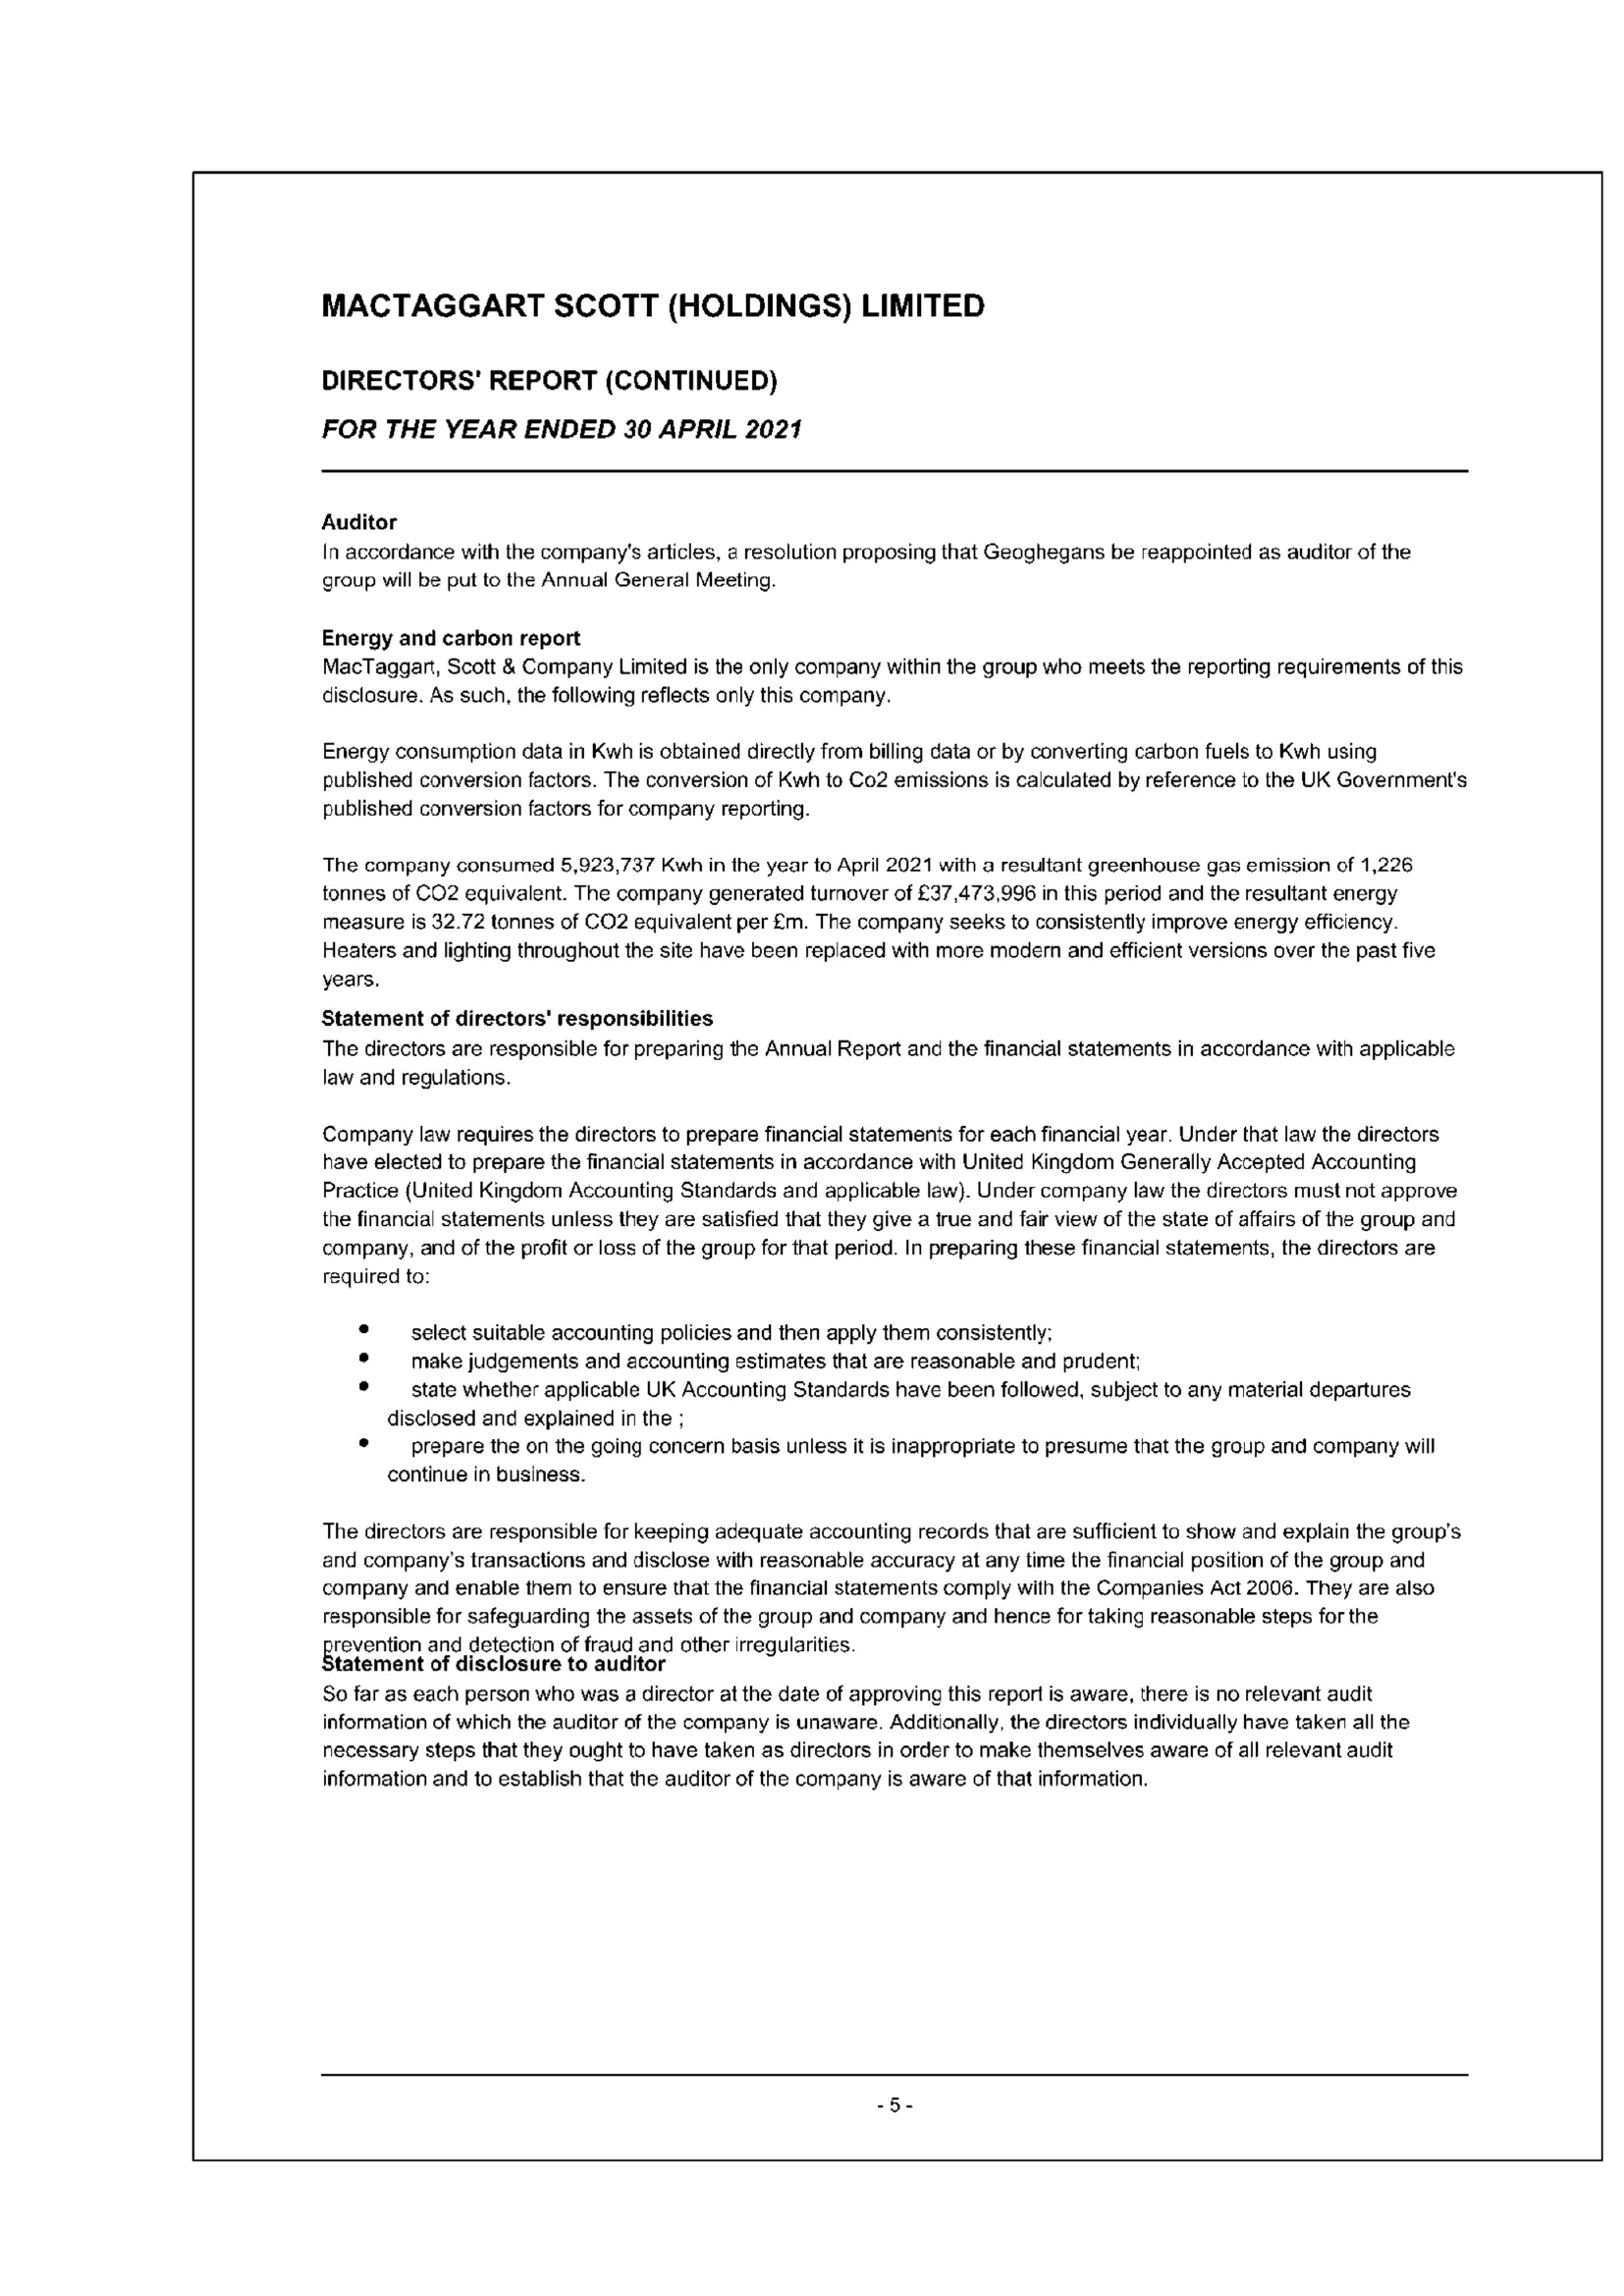 MACTAGGART SCOTT (HOLDINGS) LIMITED
DIRECTORS' REPORT (CONTINUED)
FOR THE YEAR ENDED 30 APRIL 2021
Auditor
In accordance with the company's articles, a resolution proposing that Geoghegans be reappointed as auditor of the
group will be put to the Annual General Meeting.
Energy and carbon report
MacTaggart, Scott & Company Limited is the only company within the group who meets the reporting requirements of this
disclosure. As such, the following reflects only this company.
Energy consumption data in Kwh is obtained directly from billing data or by converting carbon fuels to Kwh using
published conversion factors. The conversion of Kwh to Co2 emissions is calculated by reference to the UK Government's
published conversion factors for company reporting.
The company consumed 5,923,737 Kwh in the year to April 2021 with a resultant greenhouse gas emission of 1,226
tonnes of CO2 equivalent. The company generated turnover of £37,473,996 in this period and the resultant energy
measure is 32.72 tonnes of CO2 equivalent per £m. The company seeks to consistently improve energy efficiency.
Heaters and lighting throughout the site have been replaced with more modern and efficient versions over the past five
years.
Statement of directors' responsibilities
The directors are responsible for preparing the Annual Report and the financial statements in accordance with applicable
law and regulations.
Company law requires the directors to prepare financial statements for each financial year. Under that law the directors
have elected to prepare the financial statements in accordance with United Kingdom Generally Accepted Accounting
Practice (United Kingdom Accounting Standards and applicable law). Under company law the directors must not approve
the financial statements unless they are satisfied that they give a true and fair view of the state of affairs of the group and
company, and of the profit or loss of the group for that period. In preparing these financial statements, the directors are
required to:
• select suitable accounting policies and then apply them consistently;
• make judgements and accounting estimates that are reasonable and prudent;
• state whether applicable UK Accounting Standards have been followed, subject to any material departures
disclosed and explained in the ;
• prepare the on the going concern basis unless it is inappropriate to presume that the group and company will
continue in business.
The directors are responsible for keeping adequate accounting records that are sufficient to show and explain the group's
and company's transactions and disclose with reasonable accuracy at any time the financial position of the group and
company and enable them to ensure that the financial statements comply with the Companies Act 2006. They are also
responsible for safeguarding the assets of the group and company and hence for taking reasonable steps for the
prevention and detection of fraud and other irregularities.
Statement of disclosure to auditor
So far as each person who was a director at the date of approving this report is aware, there is no relevant audit
information of which the auditor of the company is unaware. Additionally, the directors individually have taken all the
necessary steps that they ought to have taken as directors in order to make themselves aware of all relevant audit
information and to establish that the auditor of the company is aware of that information.
- 5 -